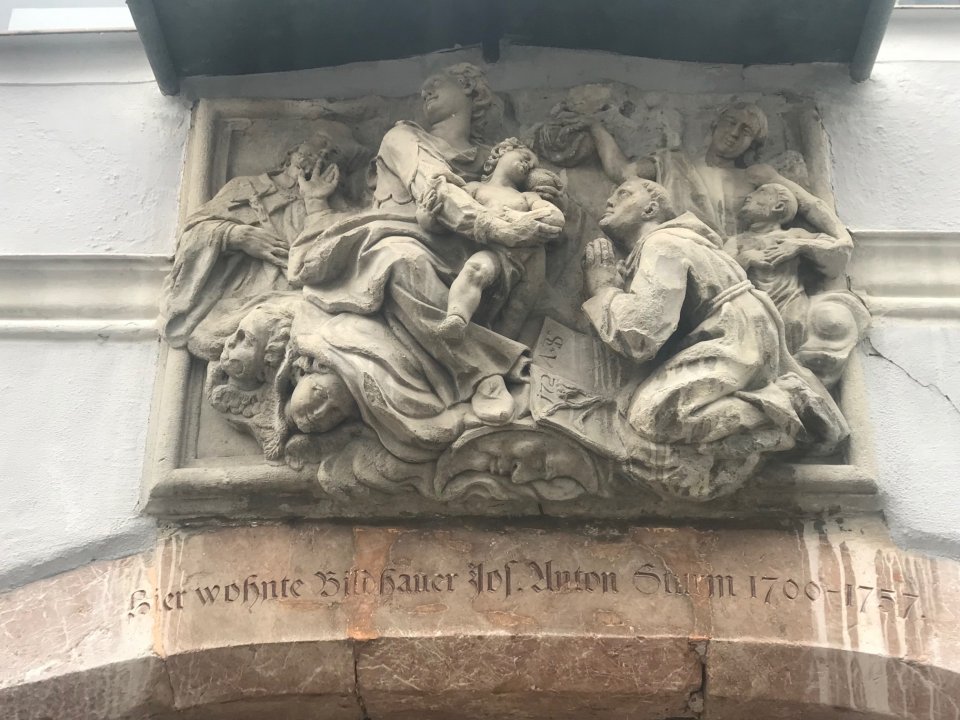 Hier wohnte Bildhauer Jos. Anton Sturm 1700-1757.